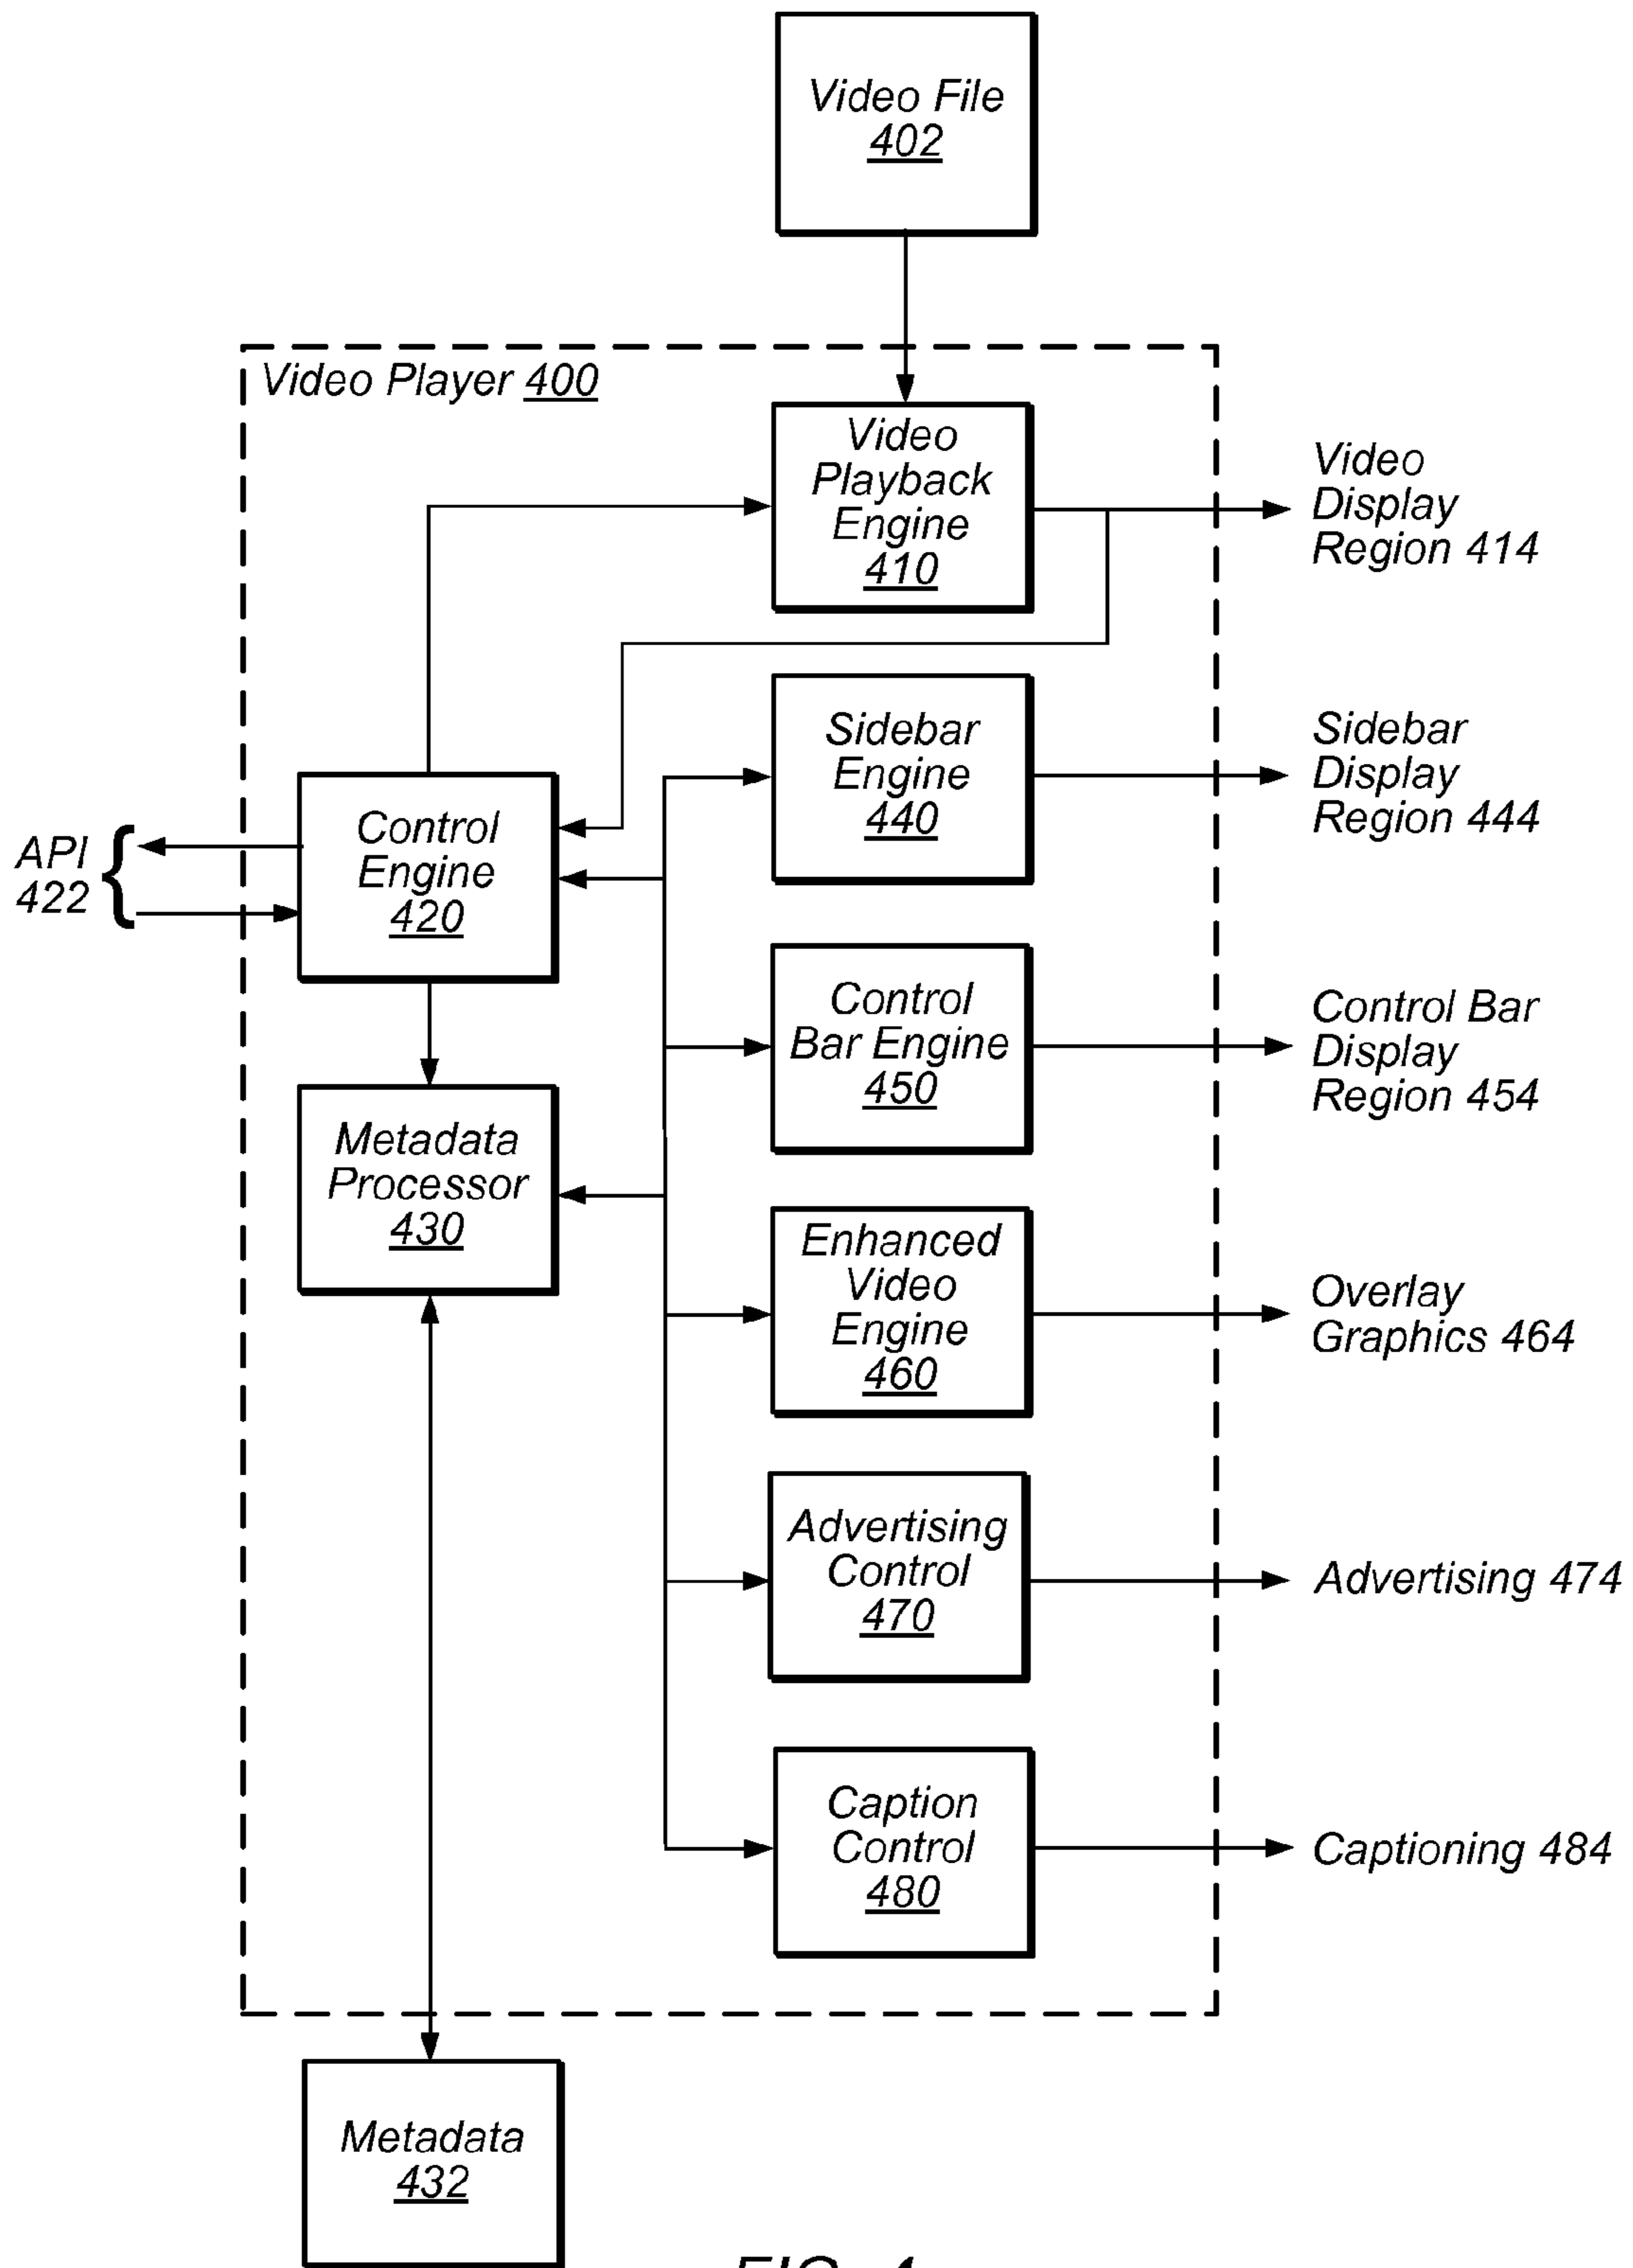 Video File
402
Video Player 400
Video
Playback
Engine
410
Video
Display
Region 414
Sidebar
Engine
440
Sidebar
Display
Region 444
API
422
Control
Engine
420
Control
Bar Engine
450
Control Bar
Display
Region 454
Metadata
Processor
430
Enhanced
Video
Engine
460
Overlay
Graphics 464
Advertising
Control
470
Advertising 474
Caption
Control
480
Captioning 484
Metadata
432
FIG. 4